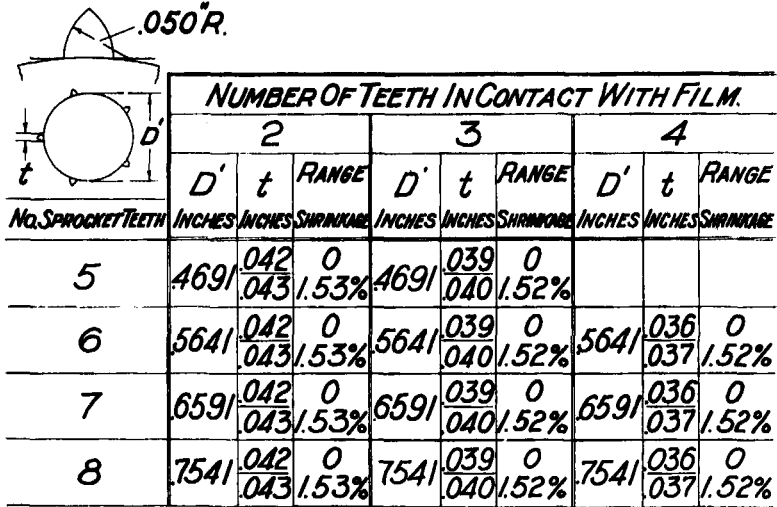 .050"R.
D'
t
NUMBER OF TEETH IN CONTACT WITH FILM.
2 3 4
D' t RANGE D' t RANGE D' t RANGE
NO. SPROCKET TEETH INCHES INCHES SHRINKAGE INCHES INCHES SHRINKAGE INCHES INCHES SHRINKAGE
5 .4691 .042 .043 0 1.53% .4691 .039 .040 0 1.52%
6 .5641 .042 .043 0 1.53% .5641 .039 .040 0 1.52% .5641 .036 .037 0 1.52%
7 .6591 .042 .043 0 1.53% .6591 .039 .040 0 1.52% .6591 .036 .037 0 1.52%
8 .7541 .042 .043 0 1.53% .7541 .039 .040 0 1.52% .7541 .036 .037 0 1.52%